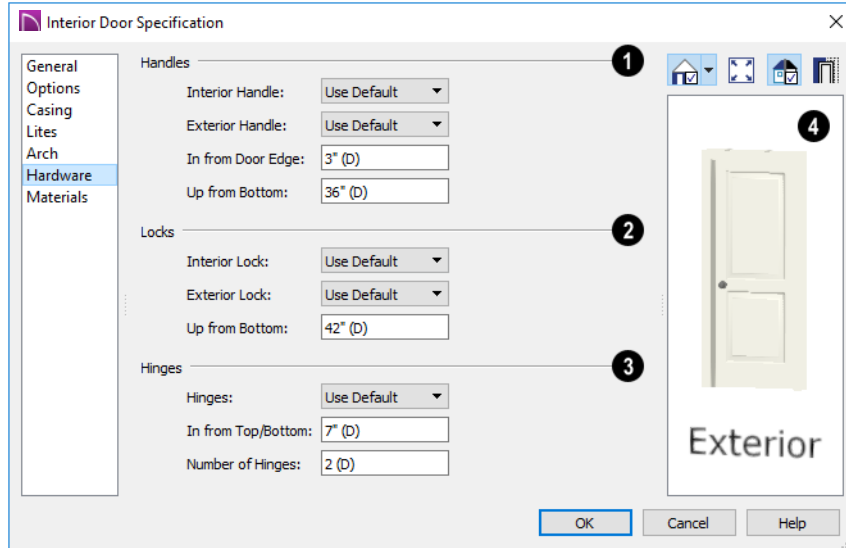 Interior Door Specification
General
Options
Casing
Lites
Arch
Hardware
Materials
Handles 1
Interior Handle: Use Default
Exterior Handle: Use Default
In from Door Edge: 3" (D)
Up from Bottom: 36" (D)
Locks 2
Interior Lock: Use Default
Exterior Lock: Use Default
Up from Bottom: 42" (D)
Hinges 3
Hinges: Use Default
In from Top/Bottom: 7" (D)
Number of Hinges: 2 (D)
4
Exterior
OK Cancel Help